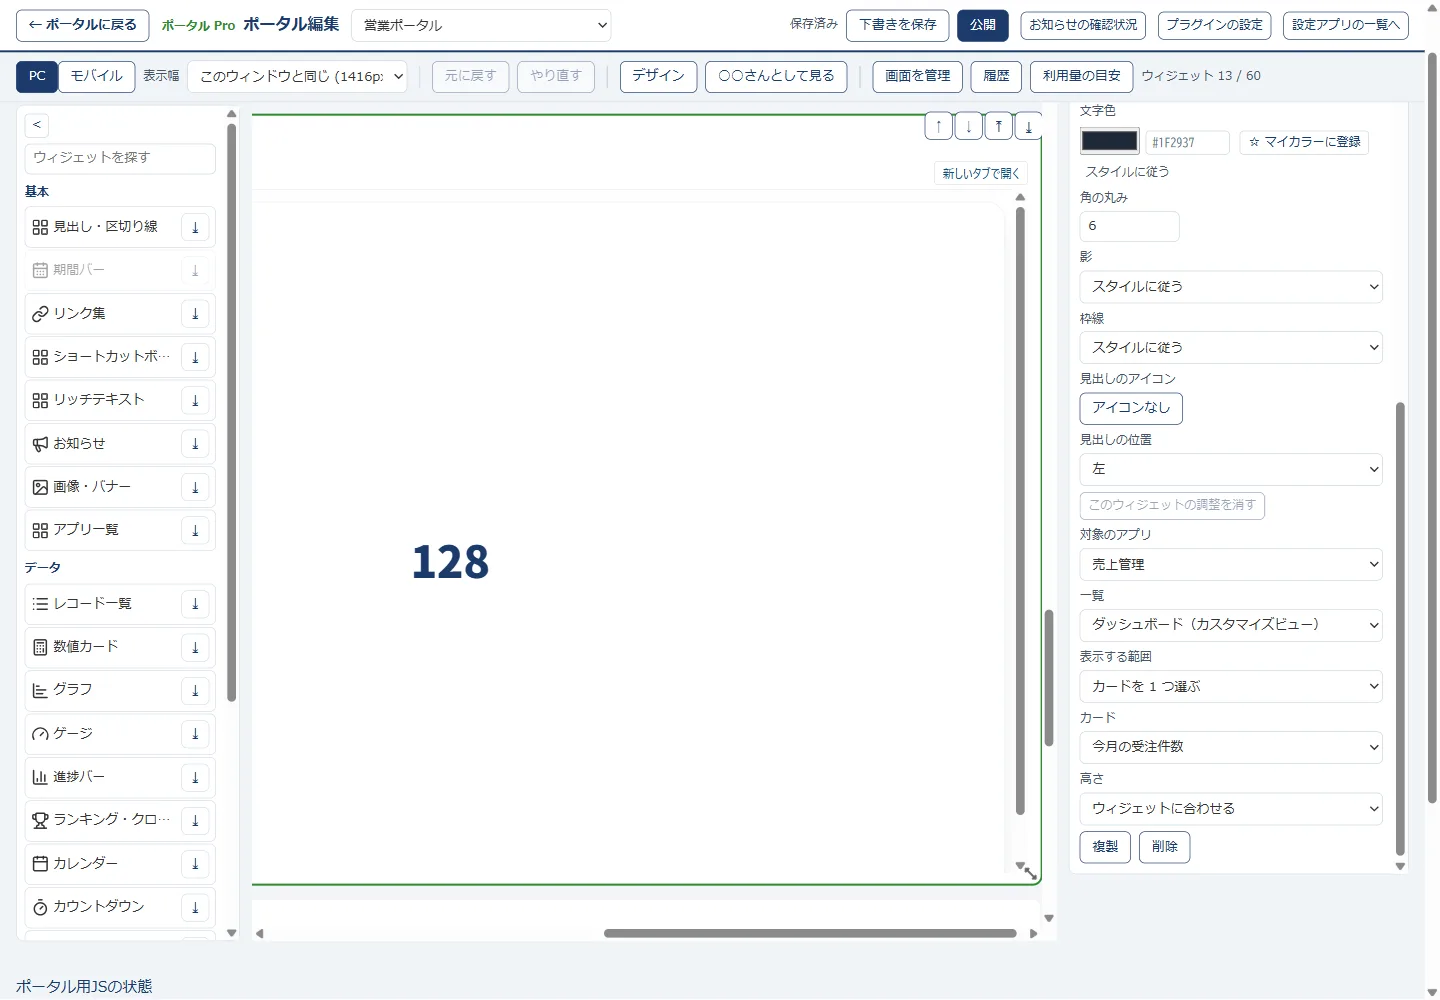 ← ポータルに戻る
ポータル Pro
ポータル編集
営業ポータル
保存済み
下書きを保存
公開
お知らせの確認状況
プラグインの設定
設定アプリの一覧へ
PC
モバイル
表示幅
このウィンドウと同じ (1416px
元に戻す
やり直す
デザイン
〇〇さんとして見る
画面を管理
履歴
利用量の目安
ウィジェット 13 / 60
<
ウィジェットを探す
基本
見出し・区切り線
↓
期間バー
↓
リンク集
↓
ショートカットボ…
↓
リッチテキスト
↓
お知らせ
↓
画像・バナー
↓
アプリ一覧
↓
データ
レコード一覧
↓
数値カード
↓
グラフ
↓
ゲージ
↓
進捗バー
↓
ランキング・クロ…
↓
カレンダー
↓
カウントダウン
↓
↑ ↓ ⤒ ⤓
新しいタブで開く
128
文字色
#1F2937
☆ マイカラーに登録
スタイルに従う
角の丸み
6
影
スタイルに従う
枠線
スタイルに従う
見出しのアイコン
アイコンなし
見出しの位置
左
このウィジェットの調整を消す
対象のアプリ
売上管理
一覧
ダッシュボード（カスタマイズビュー）
表示する範囲
カードを 1 つ選ぶ
カード
今月の受注件数
高さ
ウィジェットに合わせる
複製
削除
ポータル用JSの状態